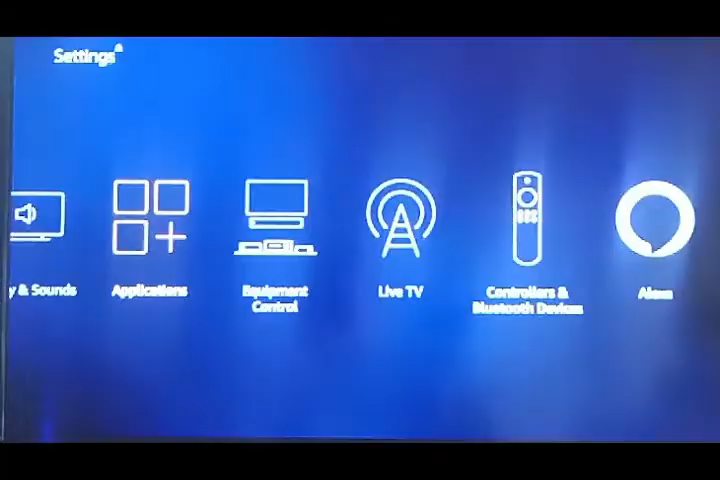 Settings
y & Sounds
Applications
Equipment
Control
Live TV
Controllers &
Bluetooth Devices
Alexa